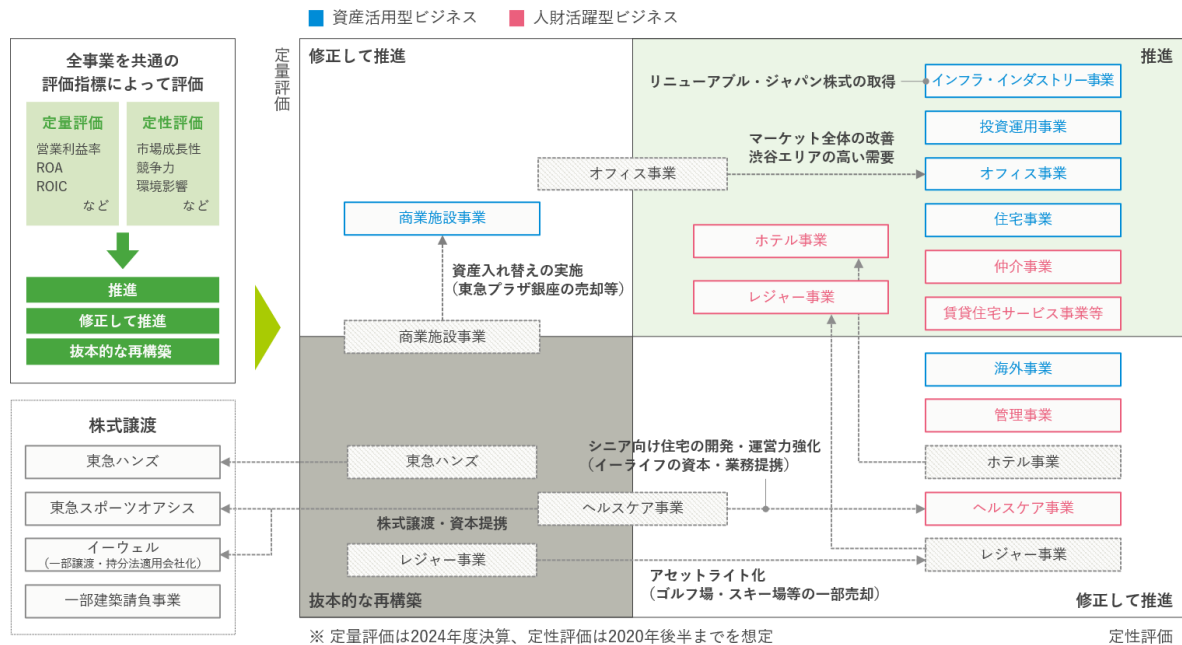 資産活用型ビジネス
人財活躍型ビジネス
全事業を共通の
評価指標によって評価
定量評価
営業利益率
ROA
ROIC
など
定性評価
市場成長性
競争力
環境影響
など
推進
修正して推進
抜本的な再構築
株式譲渡
東急ハンズ
東急スポーツオアシス
イーウェル
（一部譲渡・持分法適用会社化）
一部建築請負事業
定量評価
修正して推進
推進
リニューアブル・ジャパン株式の取得
インフラ・インダストリー事業
投資運用事業
マーケット全体の改善
渋谷エリアの高い需要
オフィス事業
オフィス事業
商業施設事業
住宅事業
ホテル事業
仲介事業
資産入れ替えの実施
（東急プラザ銀座の売却等）
レジャー事業
賃貸住宅サービス事業等
商業施設事業
海外事業
管理事業
東急ハンズ
シニア向け住宅の開発・運営力強化
（イーライフの資本・業務提携）
ホテル事業
ヘルスケア事業
ヘルスケア事業
株式譲渡・資本提携
レジャー事業
レジャー事業
アセットライト化
（ゴルフ場・スキー場等の一部売却）
抜本的な再構築
修正して推進
※ 定量評価は2024年度決算、定性評価は2020年後半までを想定
定性評価